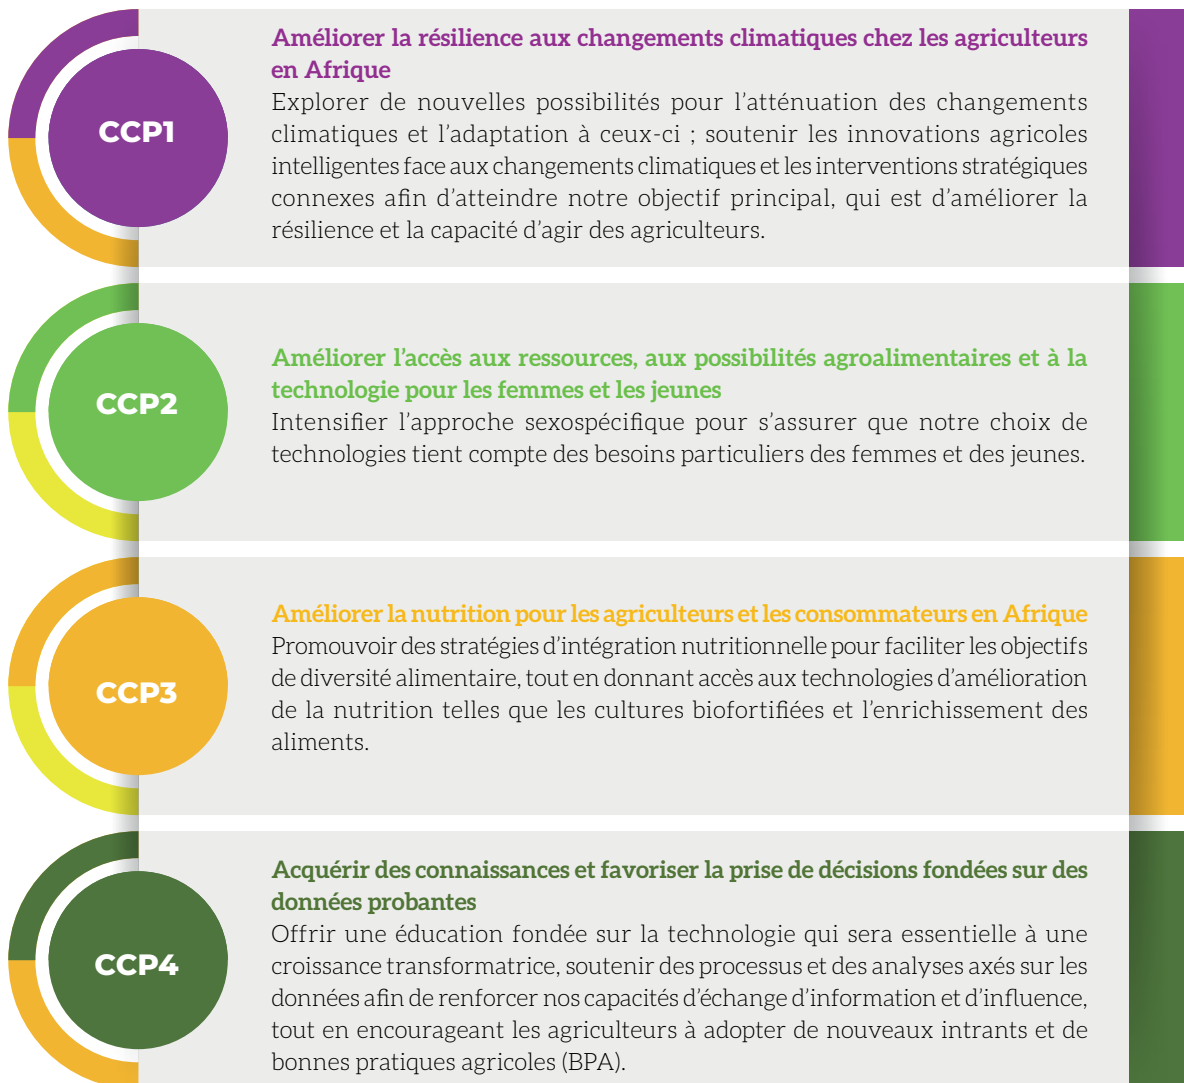 CCP1
Améliorer la résilience aux changements climatiques chez les agriculteurs
en Afrique
Explorer de nouvelles possibilités pour l’atténuation des changements
climatiques et l’adaptation à ceux-ci ; soutenir les innovations agricoles
intelligentes face aux changements climatiques et les interventions stratégiques
connexes afin d’atteindre notre objectif principal, qui est d’améliorer la
résilience et la capacité d’agir des agriculteurs.
CCP2
Améliorer l’accès aux ressources, aux possibilités agroalimentaires et à la
technologie pour les femmes et les jeunes
Intensifier l’approche sexospécifique pour s’assurer que notre choix de
technologies tient compte des besoins particuliers des femmes et des jeunes.
CCP3
Améliorer la nutrition pour les agriculteurs et les consommateurs en Afrique
Promouvoir des stratégies d’intégration nutritionnelle pour faciliter les objectifs
de diversité alimentaire, tout en donnant accès aux technologies d’amélioration
de la nutrition telles que les cultures biofortifiées et l’enrichissement des
aliments.
CCP4
Acquérir des connaissances et favoriser la prise de décisions fondées sur des
données probantes
Offrir une éducation fondée sur la technologie qui sera essentielle à une
croissance transformatrice, soutenir des processus et des analyses axés sur les
données afin de renforcer nos capacités d’échange d’information et d’influence,
tout en encourageant les agriculteurs à adopter de nouveaux intrants et de
bonnes pratiques agricoles (BPA).